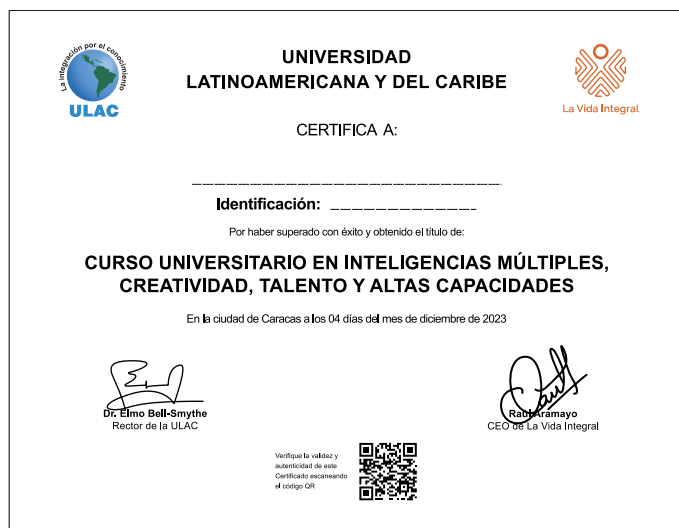 La integración por el conocimiento
ULAC
UNIVERSIDAD
LATINOAMERICANA Y DEL CARIBE
La Vida Integral
CERTIFICA A:
Identificación:
Por haber superado con éxito y obtenido el título de:
CURSO UNIVERSITARIO EN INTELIGENCIAS MÚLTIPLES,
CREATIVIDAD, TALENTO Y ALTAS CAPACIDADES
En la ciudad de Caracas a los 04 días del mes de diciembre de 2023
Dr. Elmo Bell-Smythe
Rector de la ULAC
Raúl Aramayo
CEO de La Vida Integral
Verifique la validez y
autenticidad de este
Certificado escaneando
el código QR